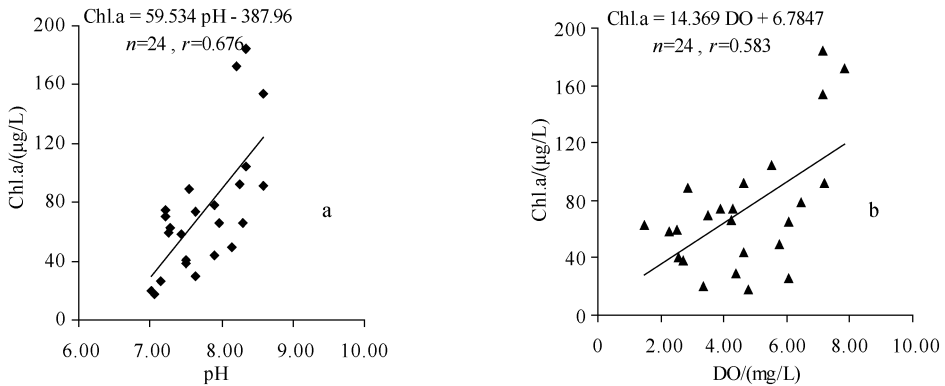 Chl.a = 59.534 pH - 387.96
n=24 , r=0.676
200
160
120
80
40
0
Chl.a/(μg/L)
6.00 7.00 8.00 9.00 10.00
pH
a
Chl.a = 14.369 DO + 6.7847
n=24 , r=0.583
200
160
120
80
40
0
Chl.a/(μg/L)
0 2.00 4.00 6.00 8.00 10.00
DO/(mg/L)
b